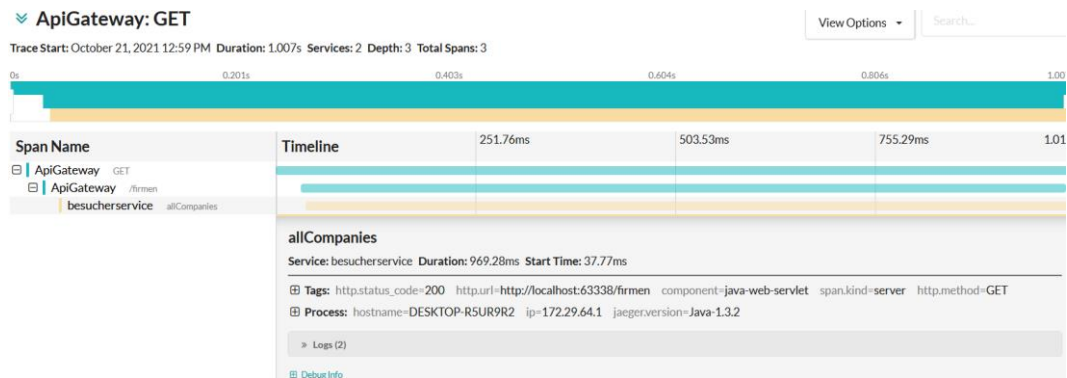 ApiGateway: GET
View Options
Search...
Trace Start: October 21, 2021 12:59 PM Duration: 1.007s Services: 2 Depth: 3 Total Spans: 3
0s 0.201s 0.403s 0.604s 0.806s 1.00
Span Name Timeline 251.76ms 503.53ms 755.29ms 1.01
ApiGateway GET
ApiGateway /firmen
besucherservice allCompanies
allCompanies
Service: besucherservice Duration: 969.28ms Start Time: 37.77ms
Tags: http.status_code=200 http.url=http://localhost:63338/firmen component=java-web-servlet span.kind=server http.method=GET
Process: hostname=DESKTOP-R5UR9R2 ip=172.29.64.1 jaeger.version=Java-1.3.2
» Logs (2)
Debug Info